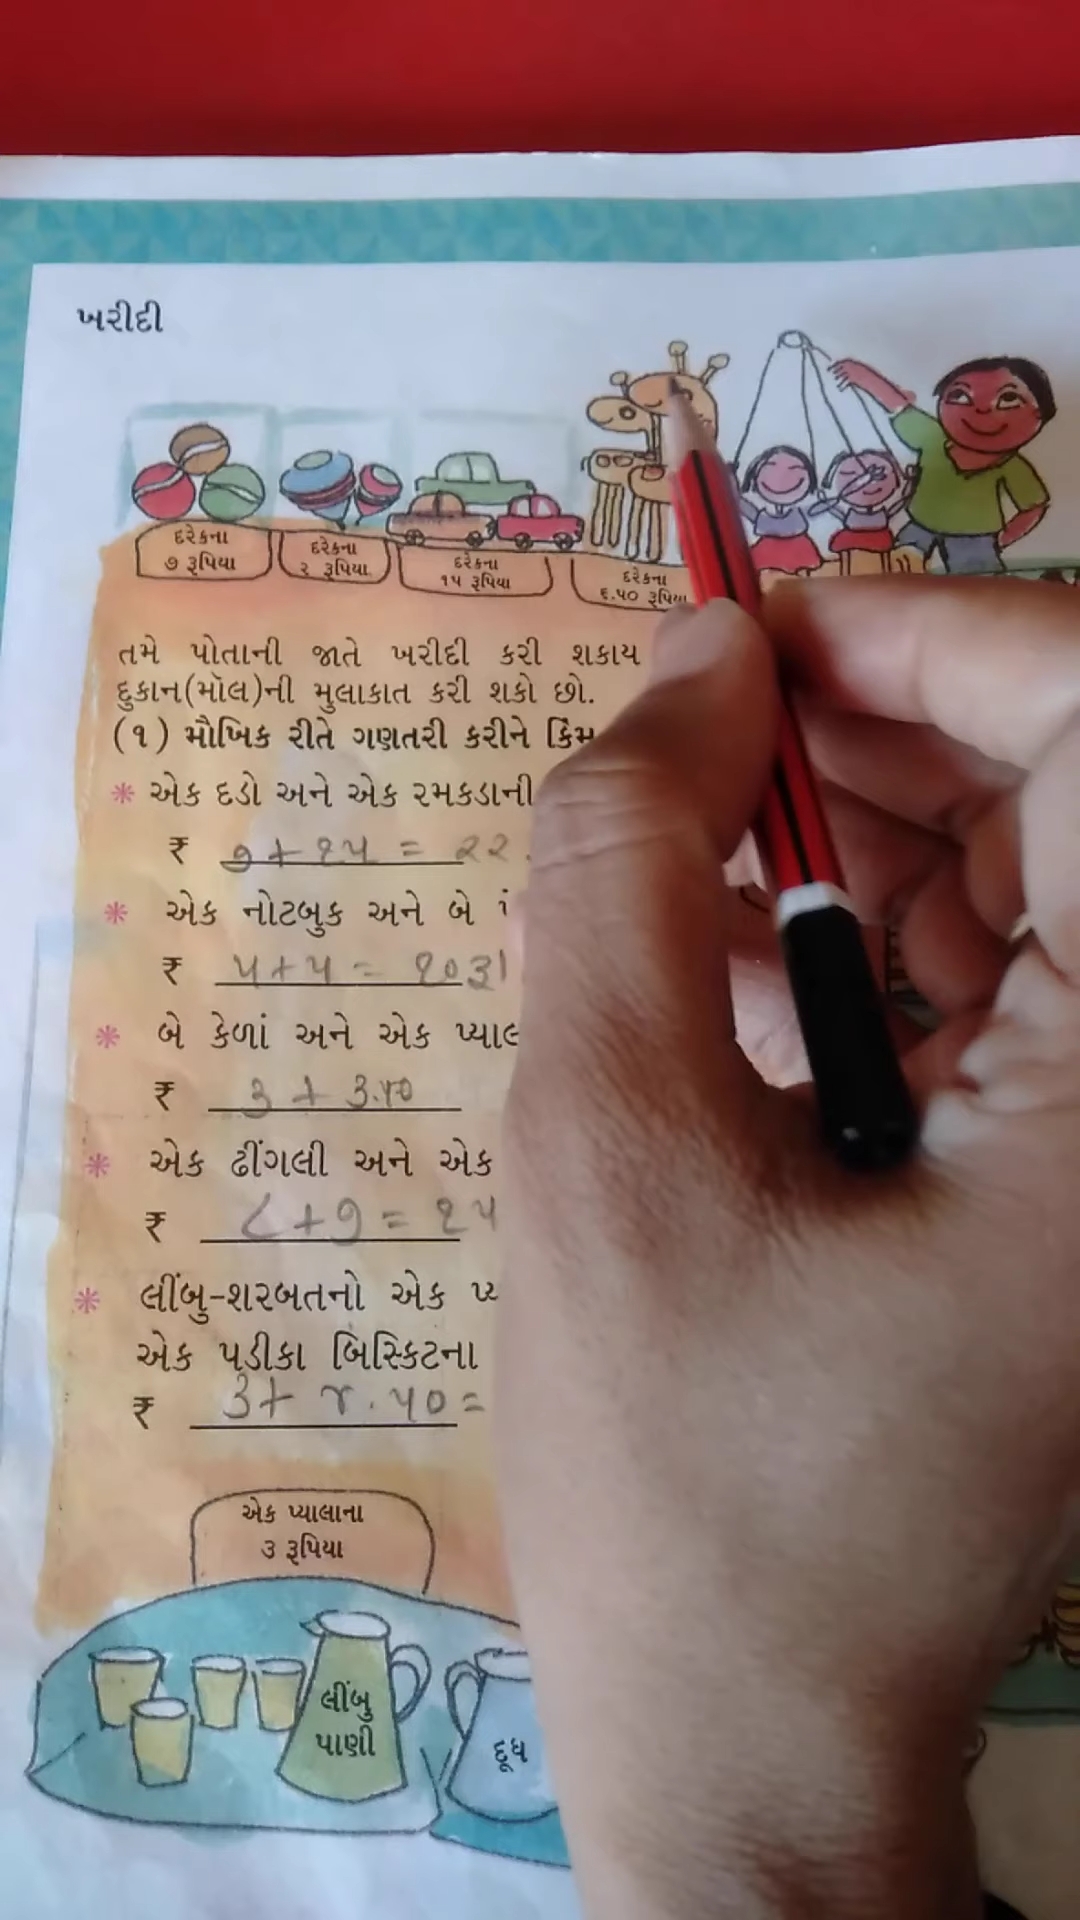 ખરીદી
દરેકના
૭ રૂપિયા
દરેકના
૨ રૂપિયા
દરેકના
૧૫ રૂપિયા
દરેકના
૬.૫૦ રૂપિયા
તમે પોતાની જાતે ખરીદી કરી શકાય
દુકાન(મૉલ)ની મુલાકાત કરી શકો છો.
(૧) મૌખિક રીતે ગણતરી કરીને
* એક દડો અને એક રમકડાની
₹ ૭ + ૧૫ = ૨૨
* એક નોટબુક અને બે
₹ ૫ + ૫ = ૧૦
* બે કેળાં અને એક
₹ ૩ + ૩.૫૦
* એક ઢીંગલી અને એક
₹ ૮ + ૭ = ૧૫
* લીંબુ-શરબતનો એક
એક પડીકા બિસ્કિટના
₹ ૩ + ૪.૫૦ =
એક પ્યાલાના
૩ રૂપિયા
લીંબુ
પાણી
દૂધ